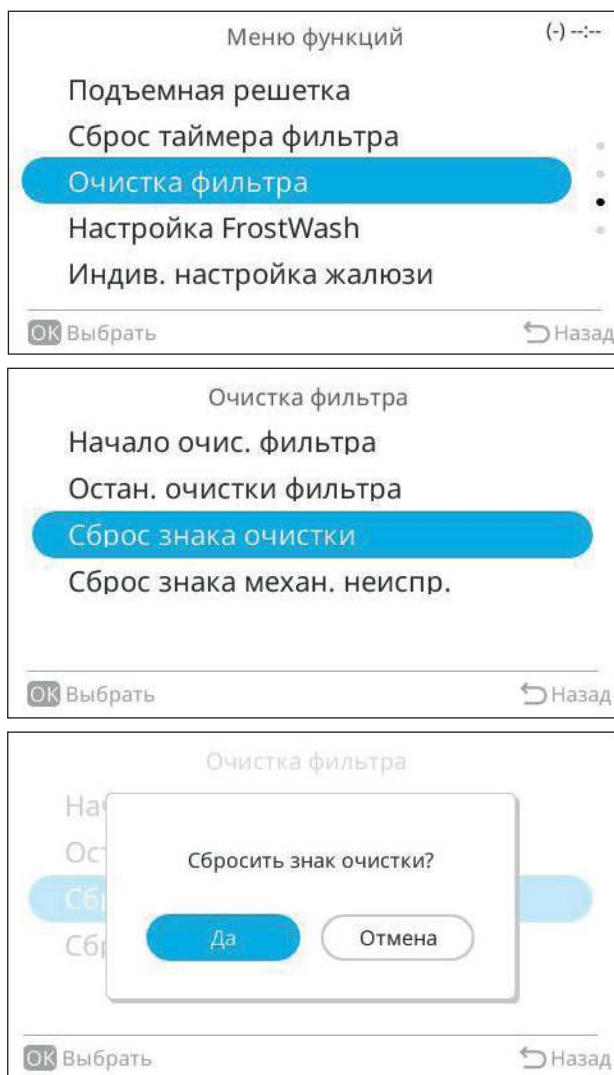 Меню функций
(-) --:--
Подъемная решетка
Сброс таймера фильтра
Очистка фильтра
Настройка FrostWash
Индив. настройка жалюзи
OK Выбрать
Назад
Очистка фильтра
Начало очис. фильтра
Остан. очистки фильтра
Сброс знака очистки
Сброс знака механ. неиспр.
OK Выбрать
Назад
Очистка фильтра
Сбросить знак очистки?
Да
Отмена
OK Выбрать
Назад